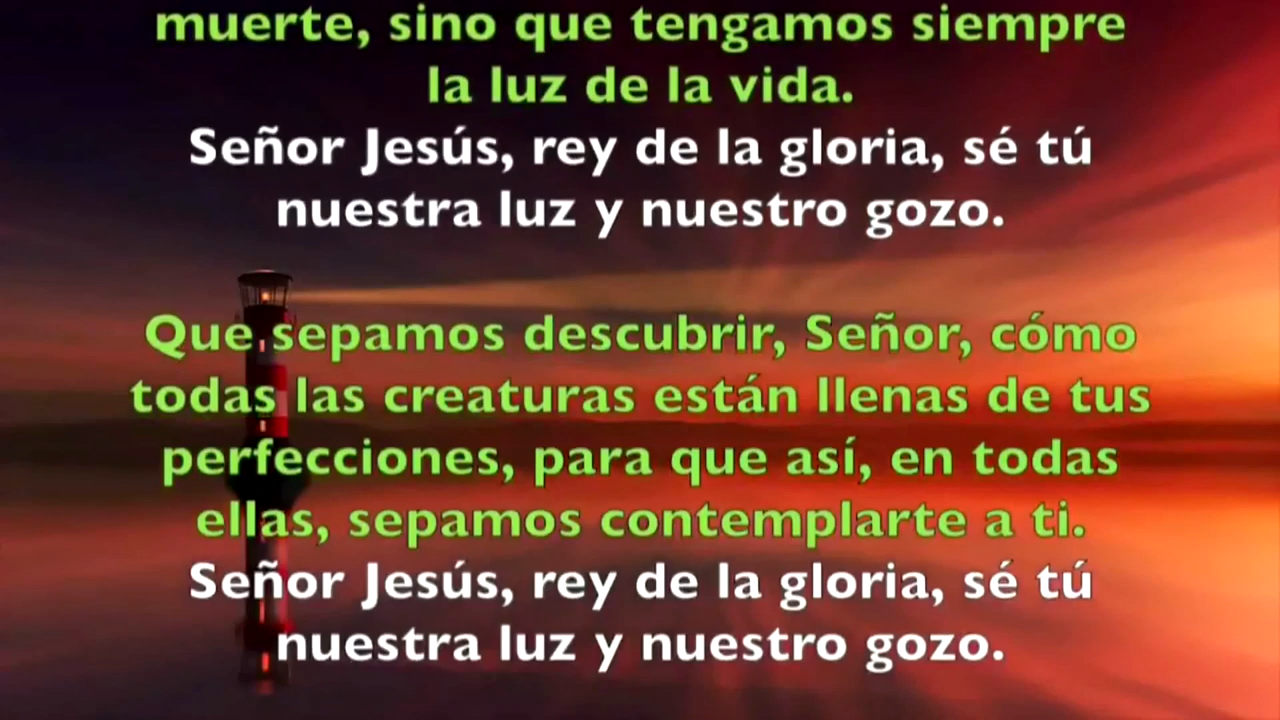 muerte, sino que tengamos siempre
la luz de la vida.
Señor Jesús, rey de la gloria, sé tú
nuestra luz y nuestro gozo.
Que sepamos descubrir, Señor, cómo
todas las creaturas están llenas de tus
perfecciones, para que así, en todas
ellas, sepamos contemplarte a ti.
Señor Jesús, rey de la gloria, sé tú
nuestra luz y nuestro gozo.